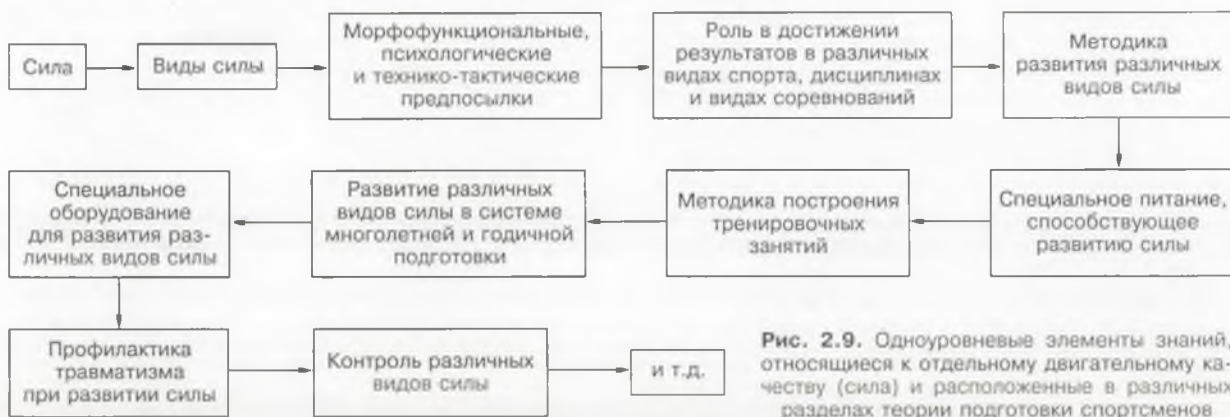 Сила
Виды силы
Морфофункциональные,
психологические
и технико-тактические
предпосылки
Роль в достижении
результатов в различных
видах спорта, дисциплинах
и видах соревнований
Методика
развития различных
видов силы
Специальное питание,
способствующее
развитию силы
Методика построения
тренировочных
занятий
Развитие различных
видов силы в системе
многолетней и годичной
подготовки
Специальное
оборудование
для развития раз-
личных видов силы
Профилактика
травматизма
при развитии силы
Контроль различных
видов силы
и т.д.
Рис. 2.9. Одноуровневые элементы знаний,
относящиеся к отдельному двигательному ка-
честву (сила) и расположенные в различных
разделах теории подготовки спортсменов